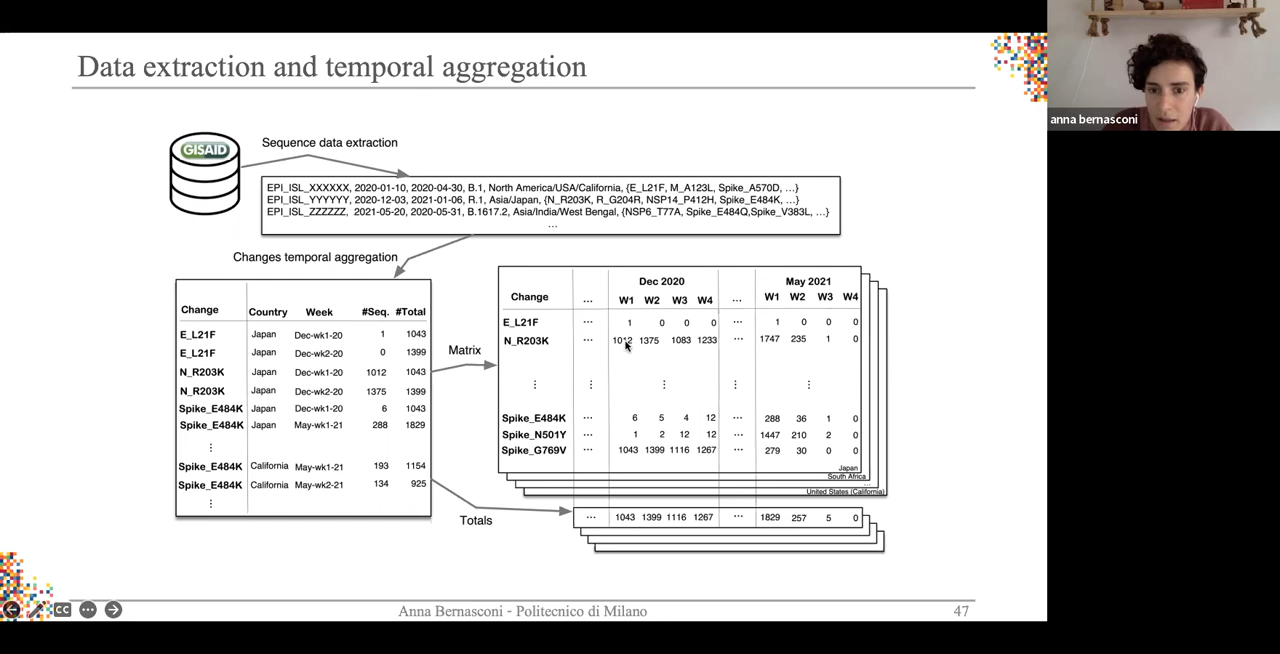 Data extraction and temporal aggregation
anna bernasconi
GISAID
Sequence data extraction
EPI_ISL_XXXXXX, 2020-01-10, 2020-04-30, B.1, North America/USA/California, {E_L21F, M_A123L, Spike_A570D, ...}
EPI_ISL_YYYYYY, 2020-12-03, 2021-01-06, R.1, Asia/Japan, {N_R203K, R_G204R, NSP14_P412H, Spike_E484K, ...}
EPI_ISL_ZZZZZZ, 2021-05-20, 2020-05-31, B.1617.2, Asia/India/West Bengal, {NSP6_T77A, Spike_E484Q,Spike_V383L, ...}
...
Changes temporal aggregation
Change Country Week #Seq. #Total
E_L21F Japan Dec-wk1-20 1 1043
E_L21F Japan Dec-wk2-20 0 1399
N_R203K Japan Dec-wk1-20 1012 1043
N_R203K Japan Dec-wk2-20 1375 1399
Spike_E484K Japan Dec-wk1-20 6 1043
Spike_E484K Japan May-wk1-21 288 1829
⋮
Spike_E484K California May-wk1-21 193 1154
Spike_E484K California May-wk2-21 134 925
⋮
Matrix
Dec 2020 May 2021
Change ... W1 W2 W3 W4 ... W1 W2 W3 W4
E_L21F ... 1 0 0 0 ... 1 0 0 0
N_R203K ... 1012 1375 1083 1233 ... 1747 235 1 0
⋮ ⋮ ⋮ ⋮ ⋮
Spike_E484K ... 6 5 4 12 ... 288 36 1 0
Spike_N501Y ... 1 2 12 12 ... 1447 210 2 0
Spike_G769V ... 1043 1399 1116 1267 ... 279 30 0 0
Japan
South Africa
...
United States (California)
Totals
... 1043 1399 1116 1267 ... 1829 257 5 0
CC
Anna Bernasconi - Politecnico di Milano
47